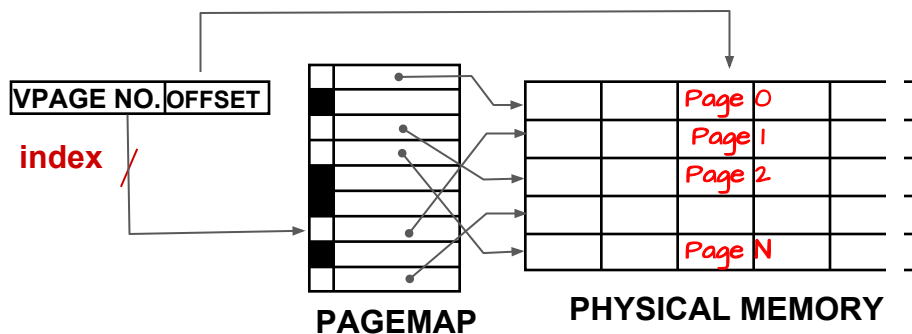 VPAGE NO. OFFSET
index
Page 0
Page 1
Page 2
Page N
PAGEMAP
PHYSICAL MEMORY